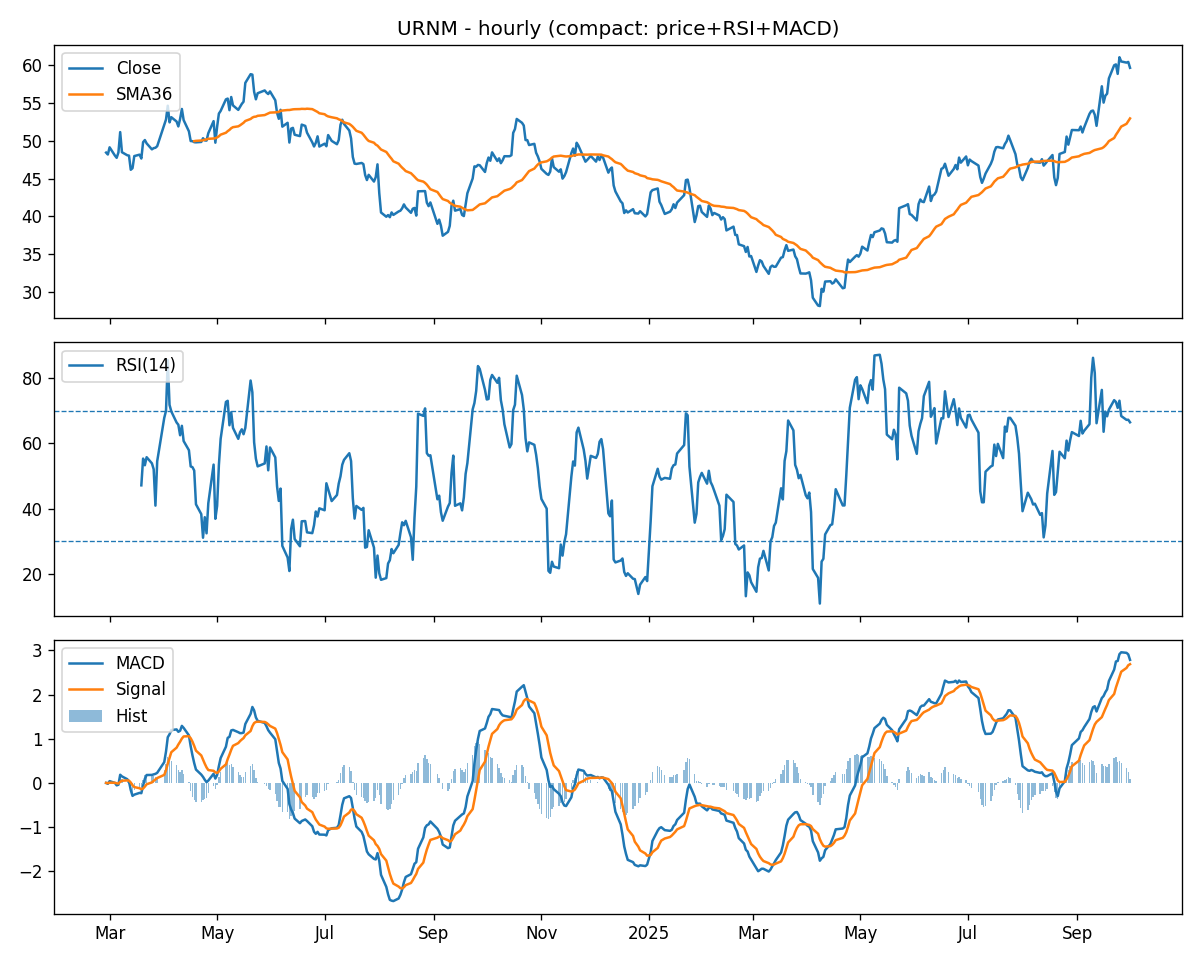 URNM - hourly (compact: price+RSI+MACD)
60
55
50
45
40
35
30
Close
SMA36
80
60
40
20
RSI(14)
3
2
1
0
−1
−2
MACD
Signal
Hist
Mar May Jul Sep Nov 2025 Mar May Jul Sep